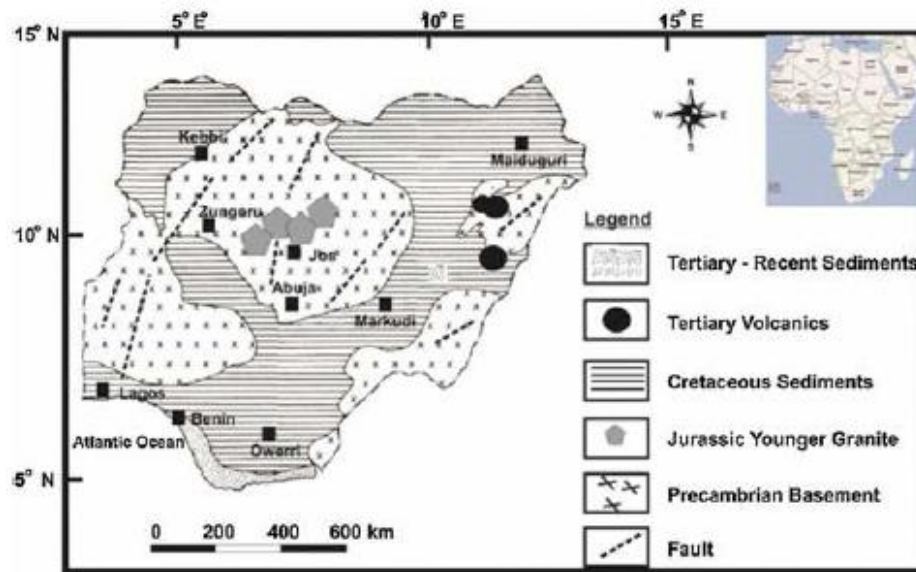 5° E 10° E 15° E
15° N
N
W E
S
Kebbi
Maiduguri
Zungeru
Legend
10° N
Jos
Tertiary - Recent Sediments
Abuja
Markudi
Tertiary Volcanics
Lagos
Cretaceous Sediments
Benin
Atlantic Ocean
Owerri
Jurassic Younger Granite
5° N
Precambrian Basement
0 200 400 600 km
Fault